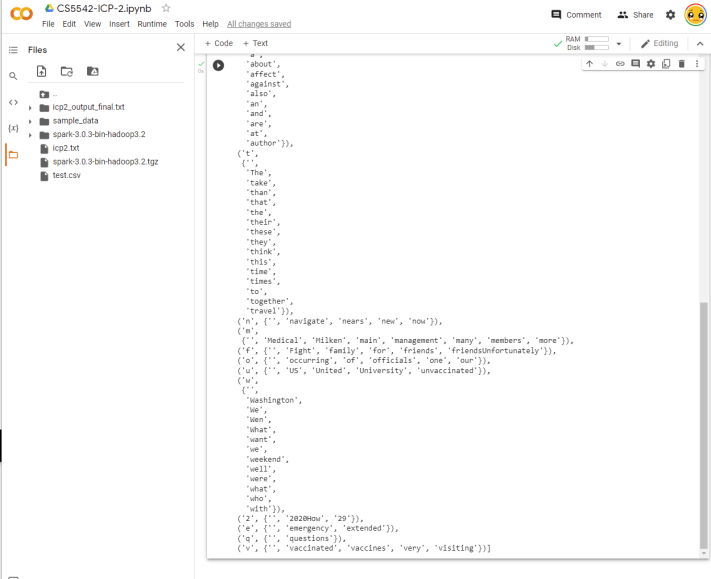 CO CS5542-ICP-2.ipynb
File Edit View Insert Runtime Tools Help All changes saved
Comment Share
Files
+ Code + Text
RAM
Disk
Editing
..
icp2_output_final.txt
sample_data
spark-3.0.3-bin-hadoop3.2
icp2.txt
spark-3.0.3-bin-hadoop3.2.tgz
test.csv
{x}
0s
'a',
'about',
'affect',
'against',
'also',
'an',
'and',
'are',
'at',
'author'}),
('t',
{'',
'The',
'take',
'than',
'that',
'the',
'their',
'these',
'they',
'think',
'this',
'time',
'times',
'to',
'together',
'travel'}),
('n', {'', 'navigate', 'nears', 'new', 'now'}),
('m',
{'', 'Medical', 'Milken', 'main', 'management', 'many', 'members', 'more'}),
('f', {'', 'Fight', 'family', 'for', 'friends', 'friendsUnfortunately'}),
('o', {'', 'occurring', 'of', 'officials', 'one', 'our'}),
('u', {'', 'US', 'United', 'University', 'unvaccinated'}),
('w',
{'',
'Washington',
'We',
'Wen',
'What',
'want',
'we',
'weekend',
'well',
'were',
'what',
'who',
'with'}),
('2', {'', '2020How', '29'}),
('e', {'', 'emergency', 'extended'}),
('q', {'', 'questions'}),
('v', {'', 'vaccinated', 'vaccines', 'very', 'visiting'})]